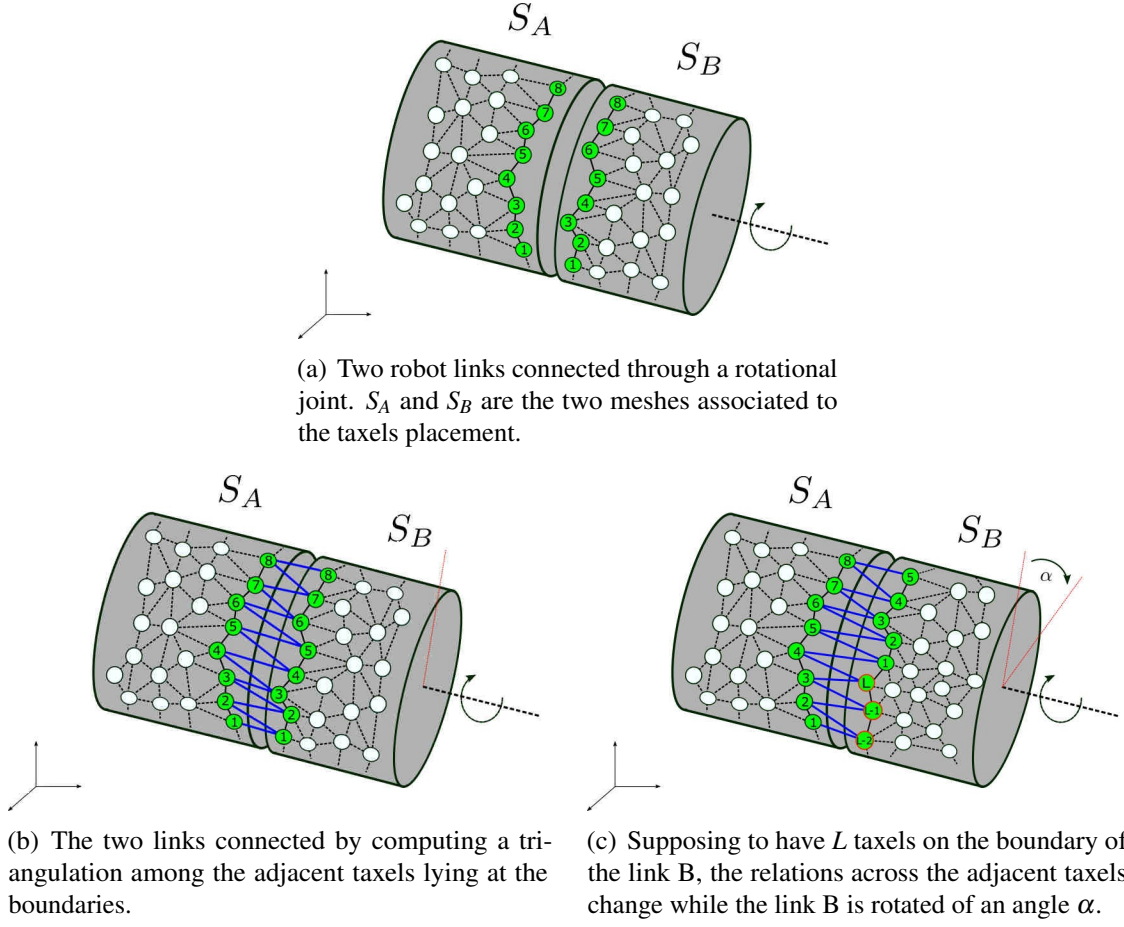 S_A
S_B
8
7
6
5
4
3
2
1
8
7
6
5
4
3
2
1
(a) Two robot links connected through a rotational
joint. S_A and S_B are the two meshes associated to
the taxels placement.
S_A
S_B
8
7
6
5
4
3
2
1
8
7
6
5
4
3
2
1
(b) The two links connected by computing a tri-
angulation among the adjacent taxels lying at the
boundaries.
S_A
S_B
α
8
7
6
5
4
3
2
1
5
4
3
2
1
L
L-1
L-2
(c) Supposing to have L taxels on the boundary of
the link B, the relations across the adjacent taxels
change while the link B is rotated of an angle α.